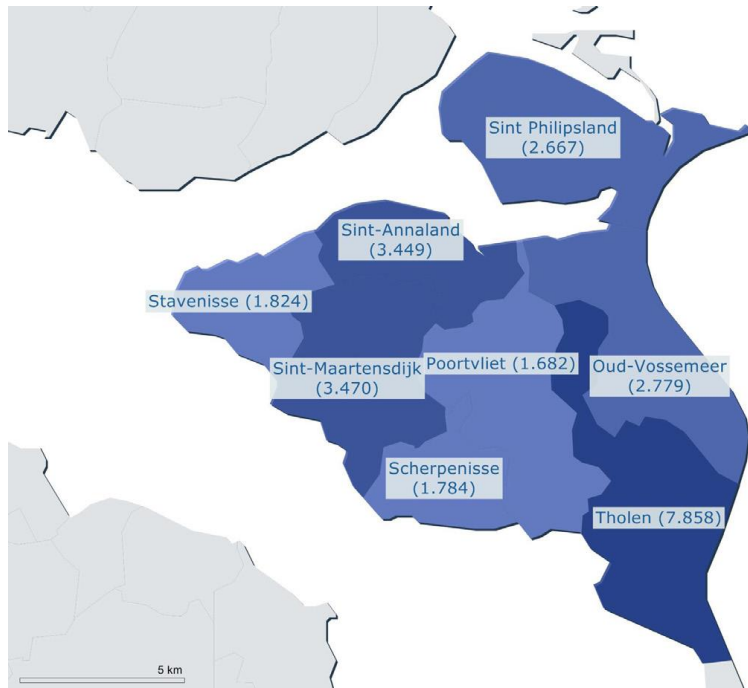 Sint Philipsland
(2.667)
Sint-Annaland
(3.449)
Stavenisse (1.824)
Sint-Maartensdijk
(3.470)
Poortvliet (1.682)
Oud-Vossemeer
(2.779)
Scherpenisse
(1.784)
Tholen (7.858)
5 km